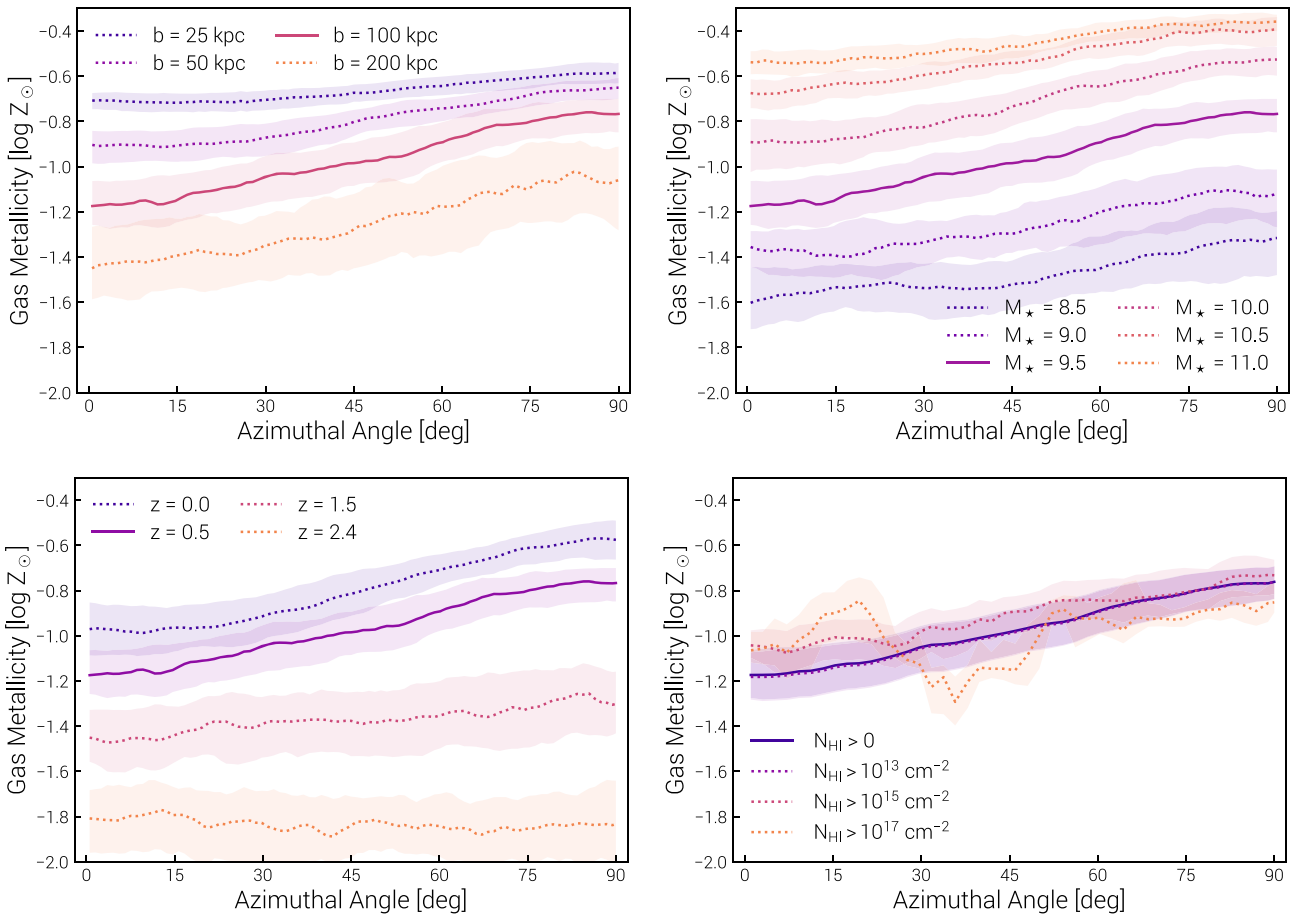 b = 25 kpc
b = 50 kpc
b = 100 kpc
b = 200 kpc
−0.4
−0.6
−0.8
−1.0
−1.2
−1.4
−1.6
−1.8
−2.0
Gas Metallicity [log Z☉]
0 15 30 45 60 75 90
Azimuthal Angle [deg]
−0.4
−0.6
−0.8
−1.0
−1.2
−1.4
−1.6
−1.8
−2.0
Gas Metallicity [log Z☉]
M⋆ = 8.5
M⋆ = 9.0
M⋆ = 9.5
M⋆ = 10.0
M⋆ = 10.5
M⋆ = 11.0
0 15 30 45 60 75 90
Azimuthal Angle [deg]
z = 0.0
z = 0.5
z = 1.5
z = 2.4
−0.4
−0.6
−0.8
−1.0
−1.2
−1.4
−1.6
−1.8
−2.0
Gas Metallicity [log Z☉]
0 15 30 45 60 75 90
Azimuthal Angle [deg]
−0.4
−0.6
−0.8
−1.0
−1.2
−1.4
−1.6
−1.8
−2.0
Gas Metallicity [log Z☉]
N_HI > 0
N_HI > 10¹³ cm⁻²
N_HI > 10¹⁵ cm⁻²
N_HI > 10¹⁷ cm⁻²
0 15 30 45 60 75 90
Azimuthal Angle [deg]